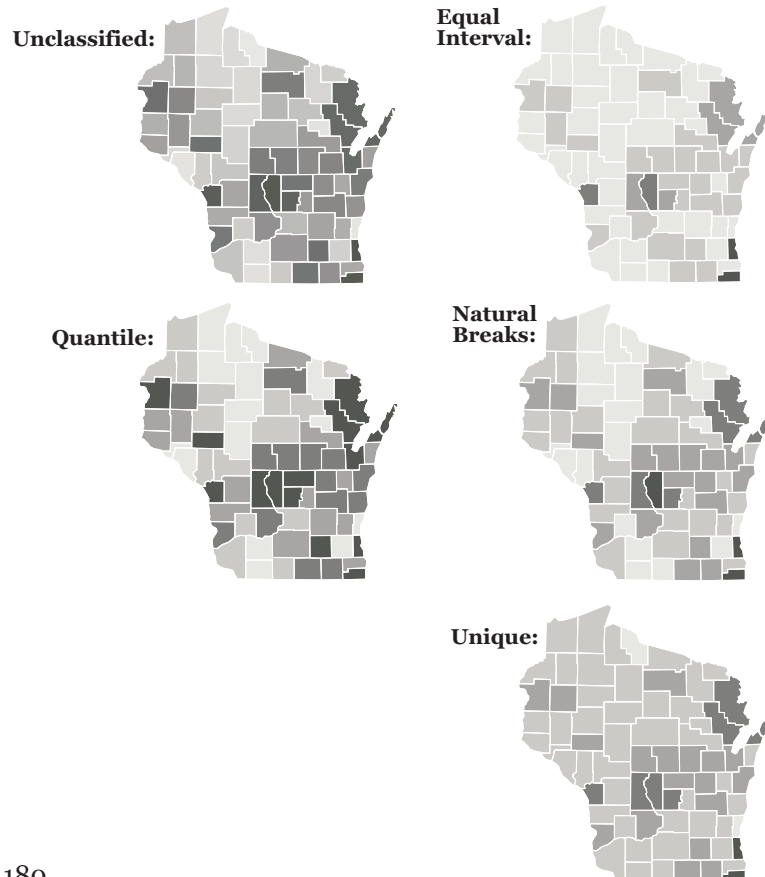 Unclassified:
Equal
Interval:
Quantile:
Natural
Breaks:
Unique:
180